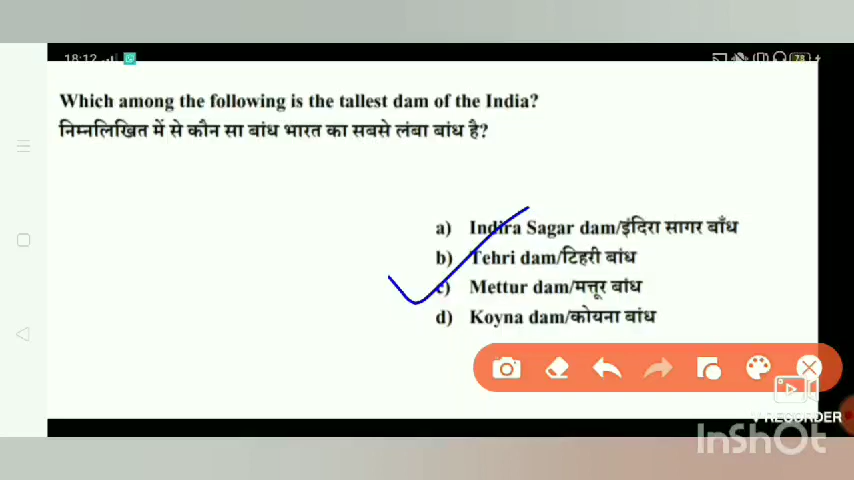 18:12
78
Which among the following is the tallest dam of the India?
निम्नलिखित में से कौन सा बांध भारत का सबसे लंबा बांध है?
a) Indira Sagar dam/इंदिरा सागर बाँध
b) Tehri dam/टिहरी बांध
c) Mettur dam/मत्तूर बांध
d) Koyna dam/कोयना बांध
V RECORDER
InShOt